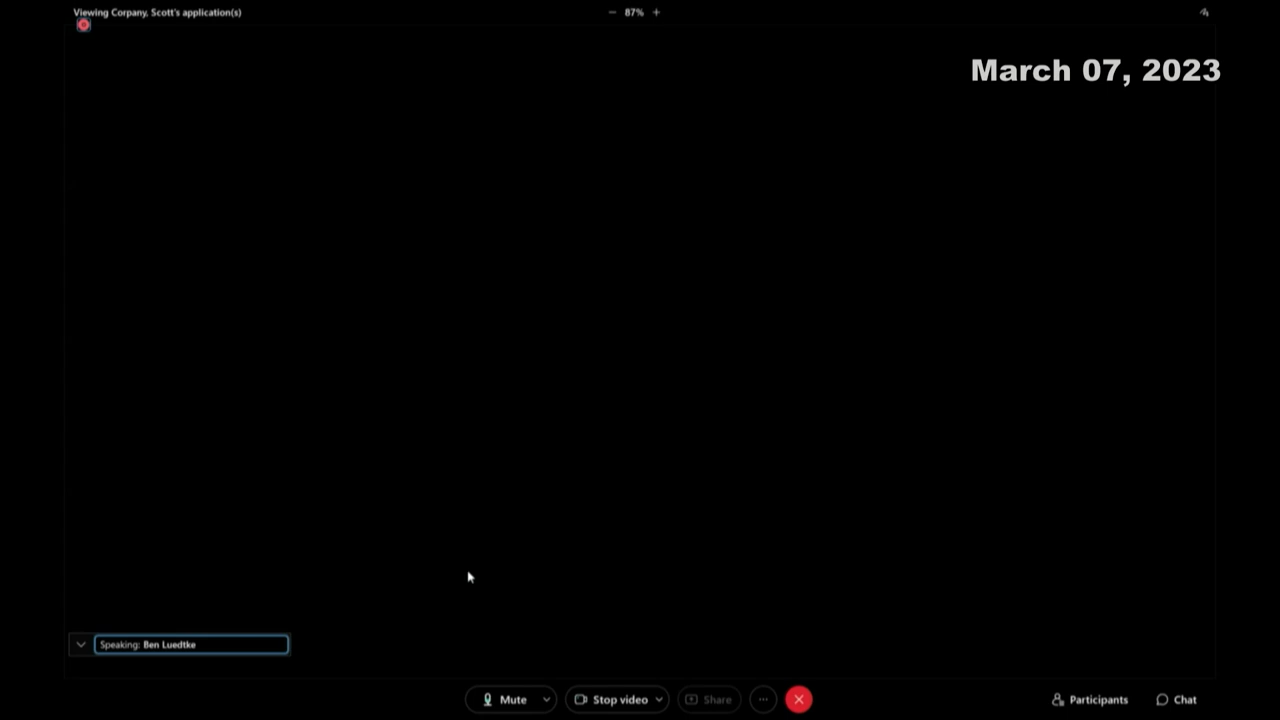 Viewing Corpany, Scott's application(s)
− 87% +
March 07, 2023
Speaking: Ben Luedtke
Mute
Stop video
Share
Participants
Chat